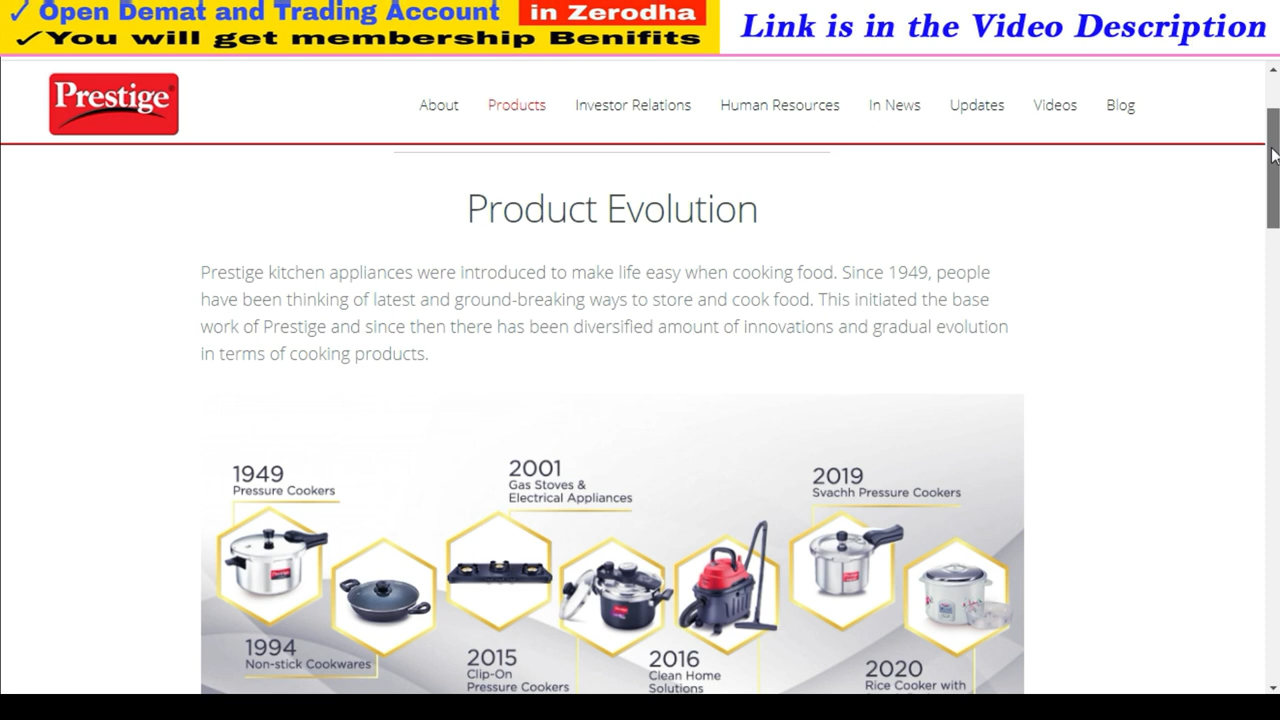 ✓ Open Demat and Trading Account in Zerodha
✓You will get membership Benifits
Link is in the Video Description
Prestige
About Products Investor Relations Human Resources In News Updates Videos Blog
Product Evolution
Prestige kitchen appliances were introduced to make life easy when cooking food. Since 1949, people
have been thinking of latest and ground-breaking ways to store and cook food. This initiated the base
work of Prestige and since then there has been diversified amount of innovations and gradual evolution
in terms of cooking products.
1949
Pressure Cookers
2001
Gas Stoves &
Electrical Appliances
2019
Svachh Pressure Cookers
1994
Non-stick Cookwares
2015
Clip-On
Pressure Cookers
2016
Clean Home
Solutions
2020
Rice Cooker with